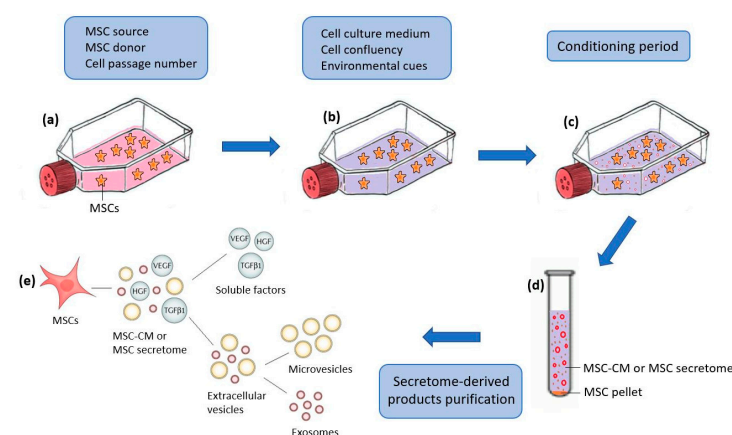 MSC source
MSC donor
Cell passage number
Cell culture medium
Cell confluency
Environmental cues
Conditioning period
(a)
(b)
(c)
MSCs
(d)
MSC-CM or MSC secretome
MSC pellet
Secretome-derived
products purification
(e)
MSCs
VEGF
HGF
TGFβ1
MSC-CM or
MSC secretome
VEGF
HGF
TGFβ1
Soluble factors
Extracellular
vesicles
Microvesicles
Exosomes